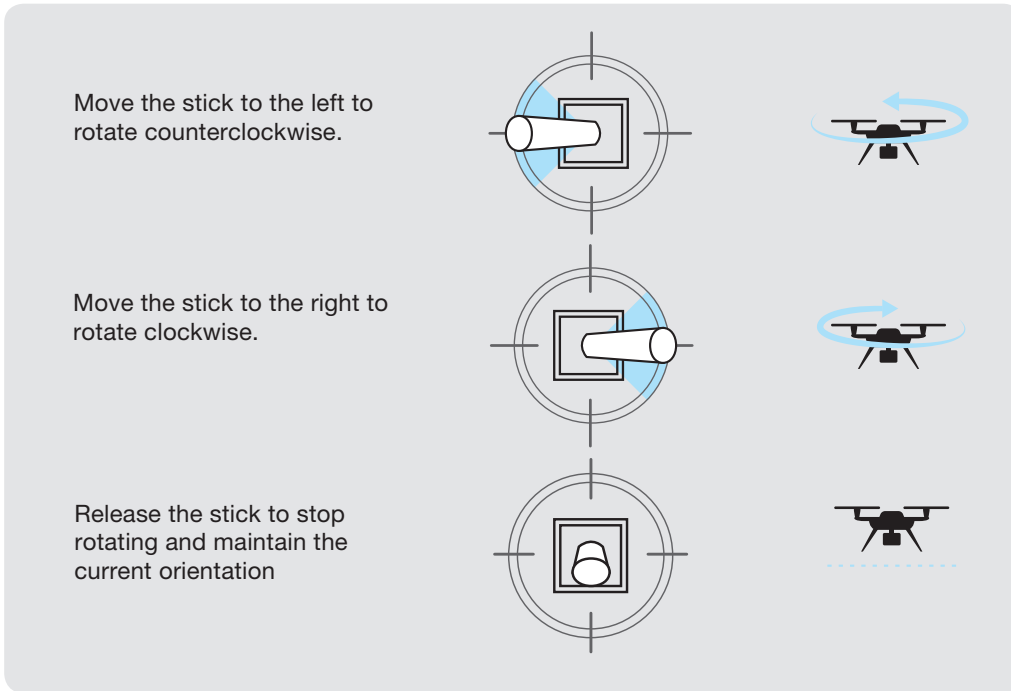 Move the stick to the left to
rotate counterclockwise.
Move the stick to the right to
rotate clockwise.
Release the stick to stop
rotating and maintain the
current orientation